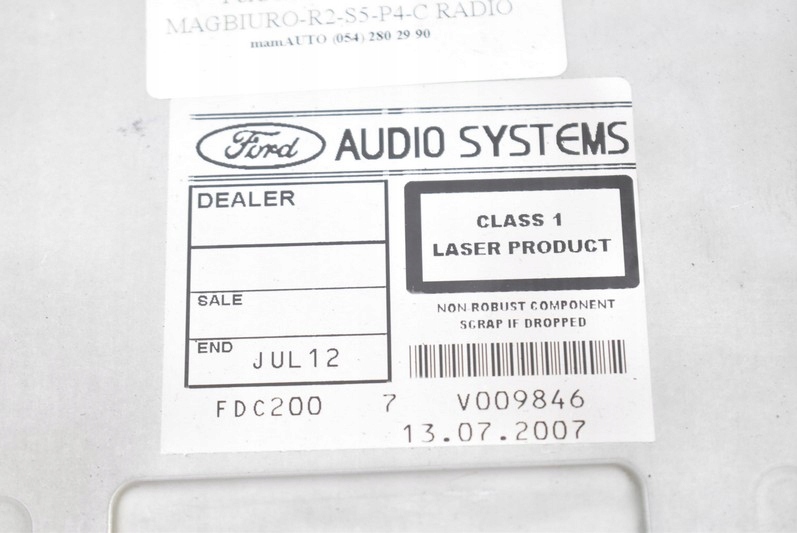 MAGBIURO-R2-S5-P4-C RADIO
mamAUTO (054) 280 29 90
Ford AUDIO SYSTEMS
DEALER
CLASS 1
LASER PRODUCT
SALE
NON ROBUST COMPONENT
SCRAP IF DROPPED
END JUL12
FDC200 7 V009846
13.07.2007